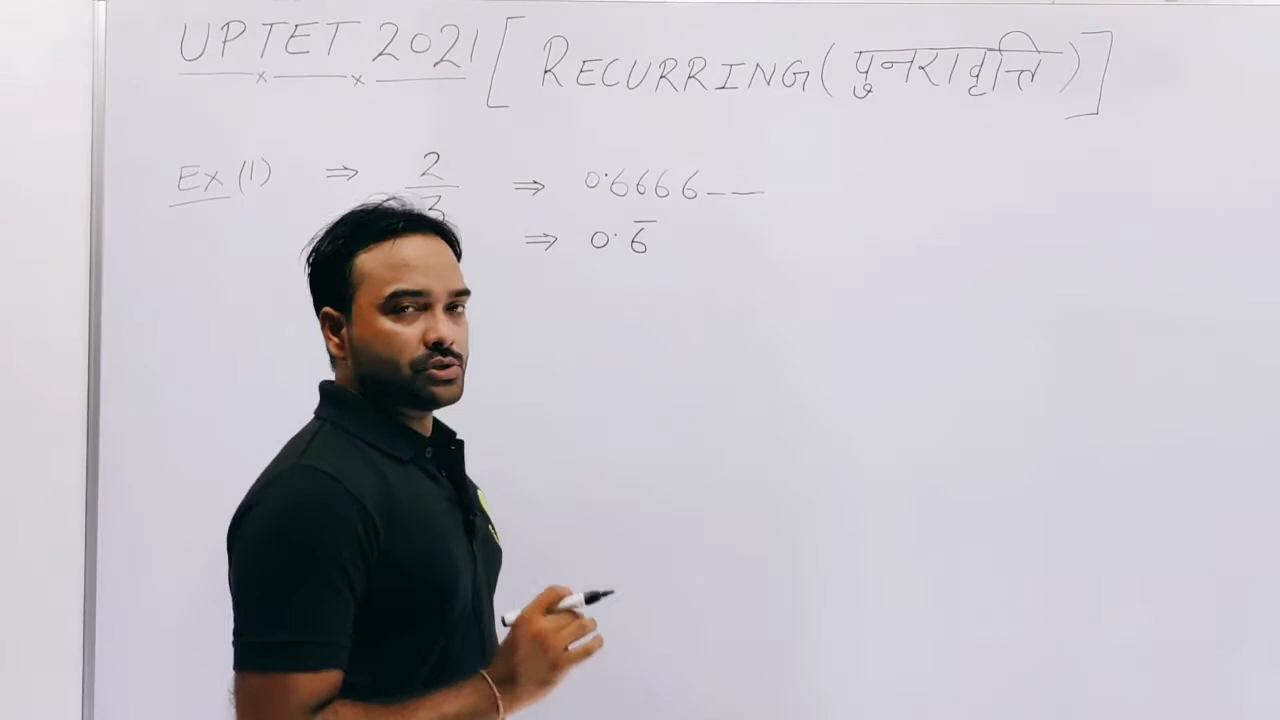 UPTET 2021 [ RECURRING ( पुनरावृत्ति ) ]
Ex (1) ⇒ 2/3 ⇒ 0.6666 _ _
⇒ 0.6̅